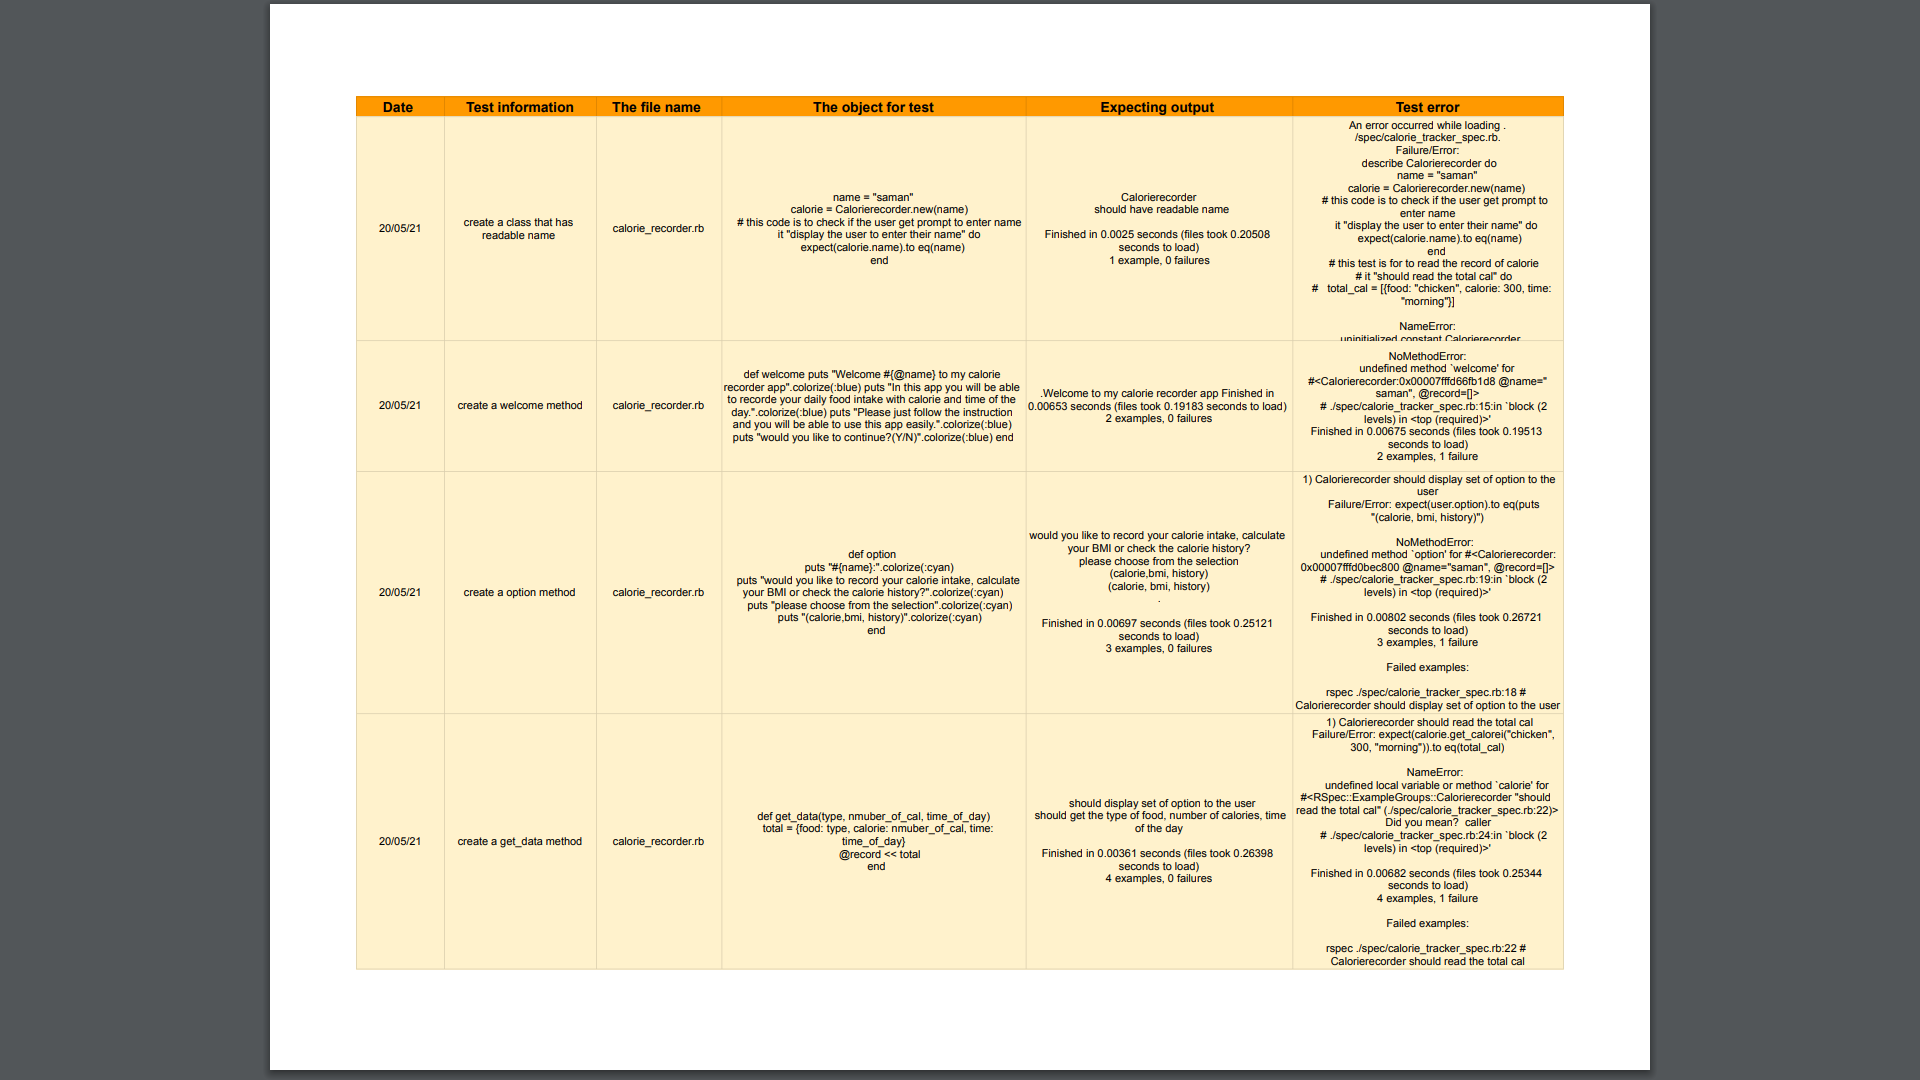 Date Test information The file name The object for test Expecting output Test error
20/05/21
create a class that has
readable name
calorie_recorder.rb
name = "saman"
calorie = Calorierecorder.new(name)
# this code is to check if the user get prompt to enter name
it "display the user to enter their name" do
expect(calorie.name).to eq(name)
end
Calorierecorder
should have readable name
Finished in 0.0025 seconds (files took 0.20508
seconds to load)
1 example, 0 failures
An error occurred while loading .
/spec/calorie_tracker_spec.rb.
Failure/Error:
describe Calorierecorder do
name = "saman"
calorie = Calorierecorder.new(name)
# this code is to check if the user get prompt to
enter name
it "display the user to enter their name" do
expect(calorie.name).to eq(name)
end
# this test is for to read the record of calorie
# it "should read the total cal" do
# total_cal = [{food: "chicken", calorie: 300, time:
"morning"}]
NameError:
uninitialized constant Calorierecorder
20/05/21
create a welcome method
calorie_recorder.rb
def welcome puts "Welcome #{@name} to my calorie
recorder app".colorize(:blue) puts "In this app you will be able
to recorde your daily food intake with calorie and time of the
day.".colorize(:blue) puts "Please just follow the instruction
and you will be able to use this app easily.".colorize(:blue)
puts "would you like to continue?(Y/N)".colorize(:blue) end
.Welcome to my calorie recorder app Finished in
0.00653 seconds (files took 0.19183 seconds to load)
2 examples, 0 failures
NoMethodError:
undefined method `welcome' for
#<Calorierecorder:0x00007fffd66fb1d8 @name="
saman", @record=[]>
# ./spec/calorie_tracker_spec.rb:15:in `block (2
levels) in <top (required)>'
Finished in 0.00675 seconds (files took 0.19513
seconds to load)
2 examples, 1 failure
20/05/21
create a option method
calorie_recorder.rb
def option
puts "#{name}:".colorize(:cyan)
puts "would you like to record your calorie intake, calculate
your BMI or check the calorie history?".colorize(:cyan)
puts "please choose from the selection".colorize(:cyan)
puts "(calorie,bmi, history)".colorize(:cyan)
end
would you like to record your calorie intake, calculate
your BMI or check the calorie history?
please choose from the selection
(calorie,bmi, history)
(calorie, bmi, history)
.
Finished in 0.00697 seconds (files took 0.25121
seconds to load)
3 examples, 0 failures
1) Calorierecorder should display set of option to the
user
Failure/Error: expect(user.option).to eq(puts
"(calorie, bmi, history)")
NoMethodError:
undefined method `option' for #<Calorierecorder:
0x00007fffd0bec800 @name="saman", @record=[]>
# ./spec/calorie_tracker_spec.rb:19:in `block (2
levels) in <top (required)>'
Finished in 0.00802 seconds (files took 0.26721
seconds to load)
3 examples, 1 failure
Failed examples:
rspec ./spec/calorie_tracker_spec.rb:18 #
Calorierecorder should display set of option to the user
20/05/21
create a get_data method
calorie_recorder.rb
def get_data(type, nmuber_of_cal, time_of_day)
total = {food: type, calorie: nmuber_of_cal, time:
time_of_day}
@record << total
end
should display set of option to the user
should get the type of food, number of calories, time
of the day
Finished in 0.00361 seconds (files took 0.26398
seconds to load)
4 examples, 0 failures
1) Calorierecorder should read the total cal
Failure/Error: expect(calorie.get_calorei("chicken",
300, "morning")).to eq(total_cal)
NameError:
undefined local variable or method `calorie' for
#<RSpec::ExampleGroups::Calorierecorder "should
read the total cal" (./spec/calorie_tracker_spec.rb:22)>
Did you mean? caller
# ./spec/calorie_tracker_spec.rb:24:in `block (2
levels) in <top (required)>'
Finished in 0.00682 seconds (files took 0.25344
seconds to load)
4 examples, 1 failure
Failed examples:
rspec ./spec/calorie_tracker_spec.rb:22 #
Calorierecorder should read the total cal